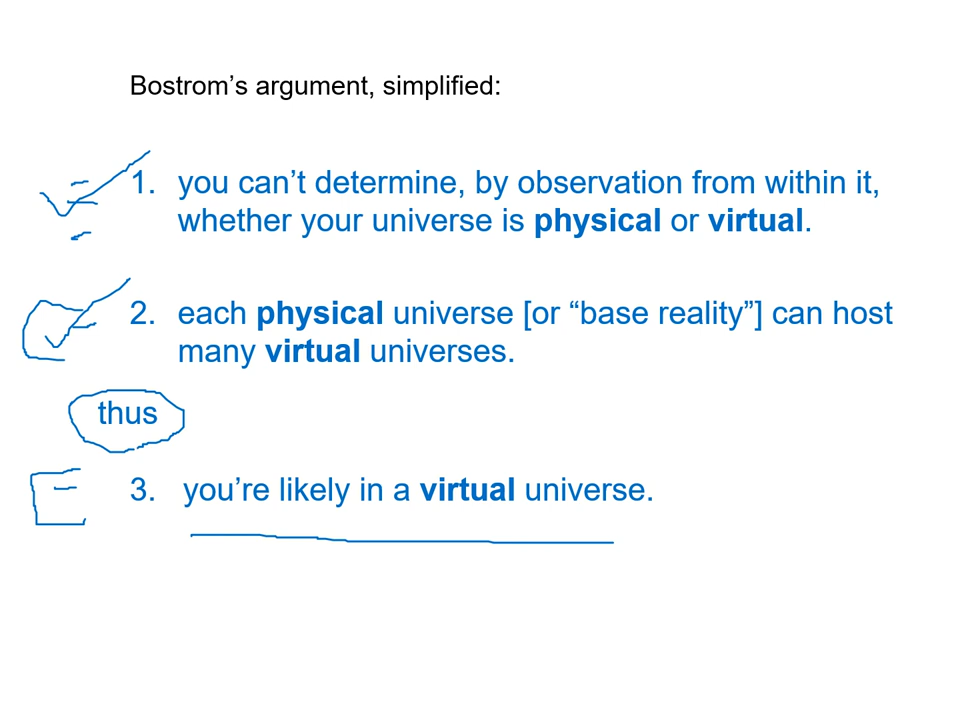 Bostrom’s argument, simplified:
1. you can’t determine, by observation from within it,
whether your universe is physical or virtual.
2. each physical universe [or “base reality”] can host
many virtual universes.
thus
3. you’re likely in a virtual universe.